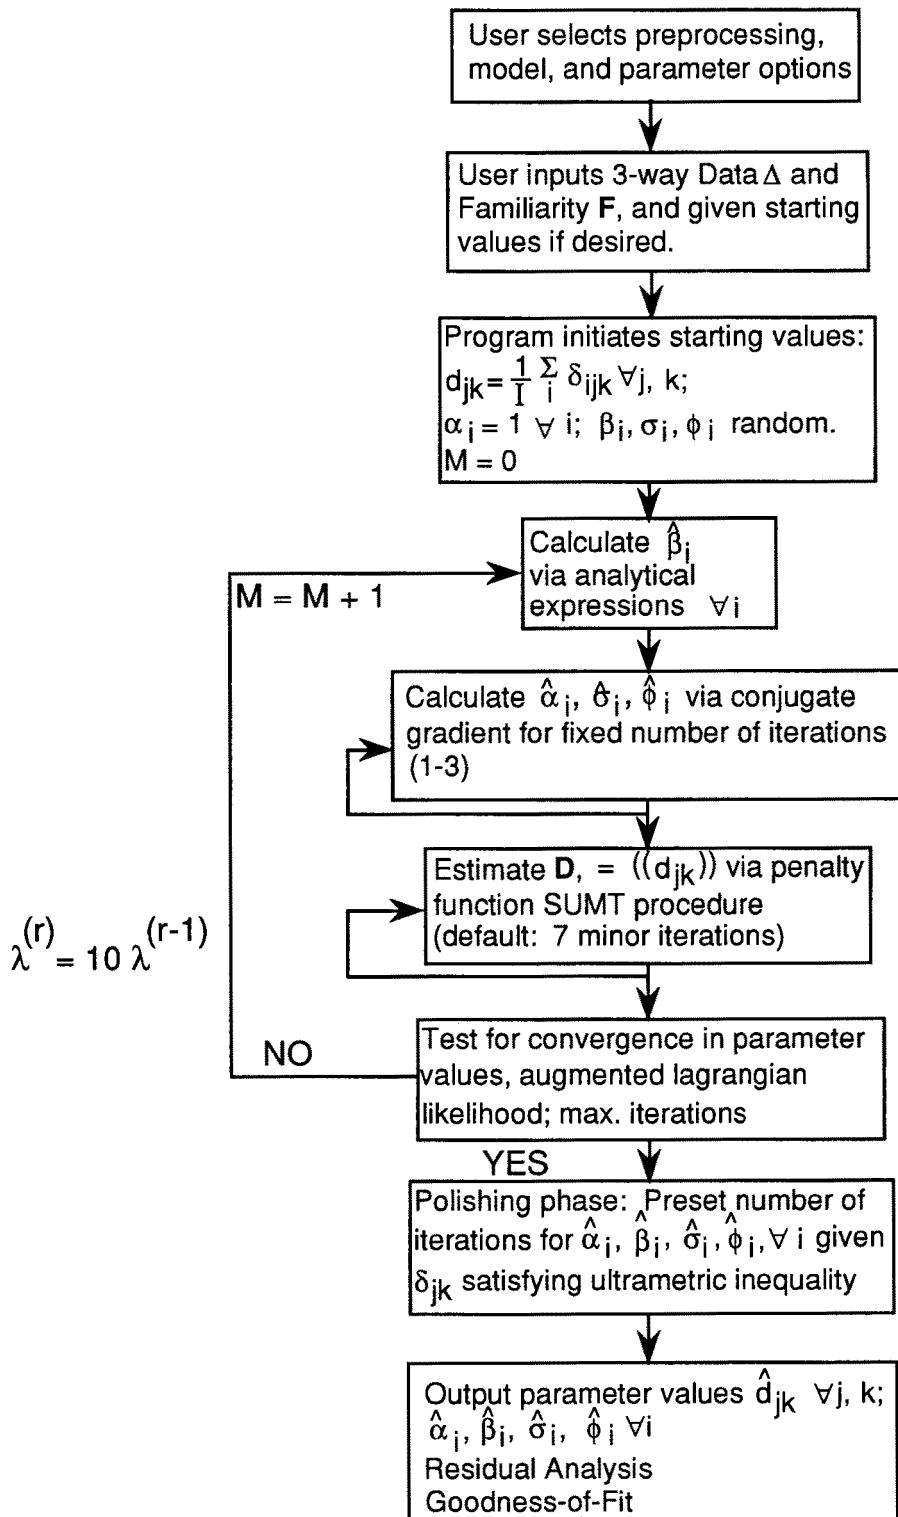 User selects preprocessing,
model, and parameter options
User inputs 3-way Data Δ and
Familiarity F, and given starting
values if desired.
Program initiates starting values:
d_jk = 1/I Σ_i δ_ijk ∀j, k;
α_i = 1 ∀ i; β_i, σ_i, ϕ_i random.
M = 0
Calculate β̂_i
via analytical
expressions ∀i
M = M + 1
Calculate α̂_i, σ̂_i, ϕ̂_i via conjugate
gradient for fixed number of iterations
(1-3)
Estimate D, = ((d_jk)) via penalty
function SUMT procedure
(default: 7 minor iterations)
λ^(r) = 10 λ^(r-1)
Test for convergence in parameter
values, augmented lagrangian
likelihood; max. iterations
NO
YES
Polishing phase: Preset number of
iterations for α̂_i, β̂_i, σ̂_i, ϕ̂_i, ∀ i given
δ_jk satisfying ultrametric inequality
Output parameter values d̂_jk ∀j, k;
α̂_i, β̂_i, σ̂_i, ϕ̂_i ∀i
Residual Analysis
Goodness-of-Fit